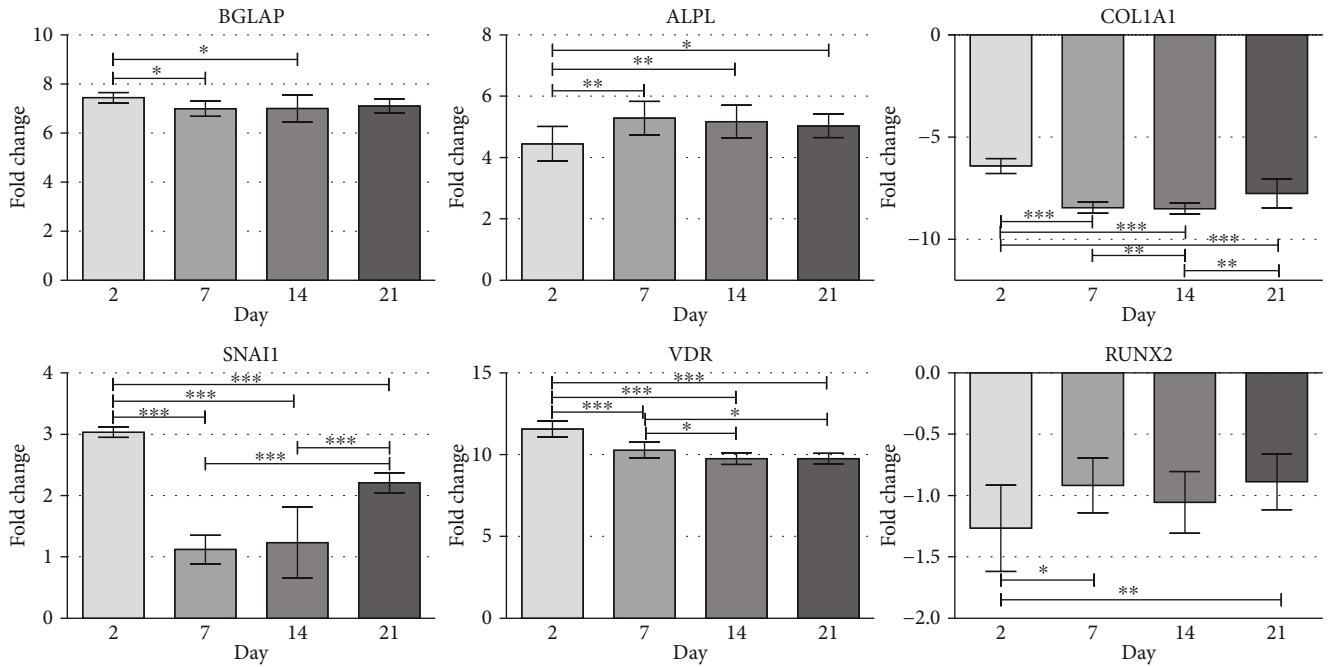 BGLAP
Fold change
10
8
6
4
2
0
*
*
2 7 14 21
Day
ALPL
Fold change
8
6
4
2
0
*
**
**
2 7 14 21
Day
COL1A1
Fold change
0
−5
−10
***
***
***
**
**
2 7 14 21
Day
SNAI1
Fold change
4
3
2
1
0
***
***
***
***
***
2 7 14 21
Day
VDR
Fold change
15
10
5
0
***
***
***
*
*
2 7 14 21
Day
RUNX2
Fold change
0.0
−0.5
−1.0
−1.5
−2.0
*
**
2 7 14 21
Day